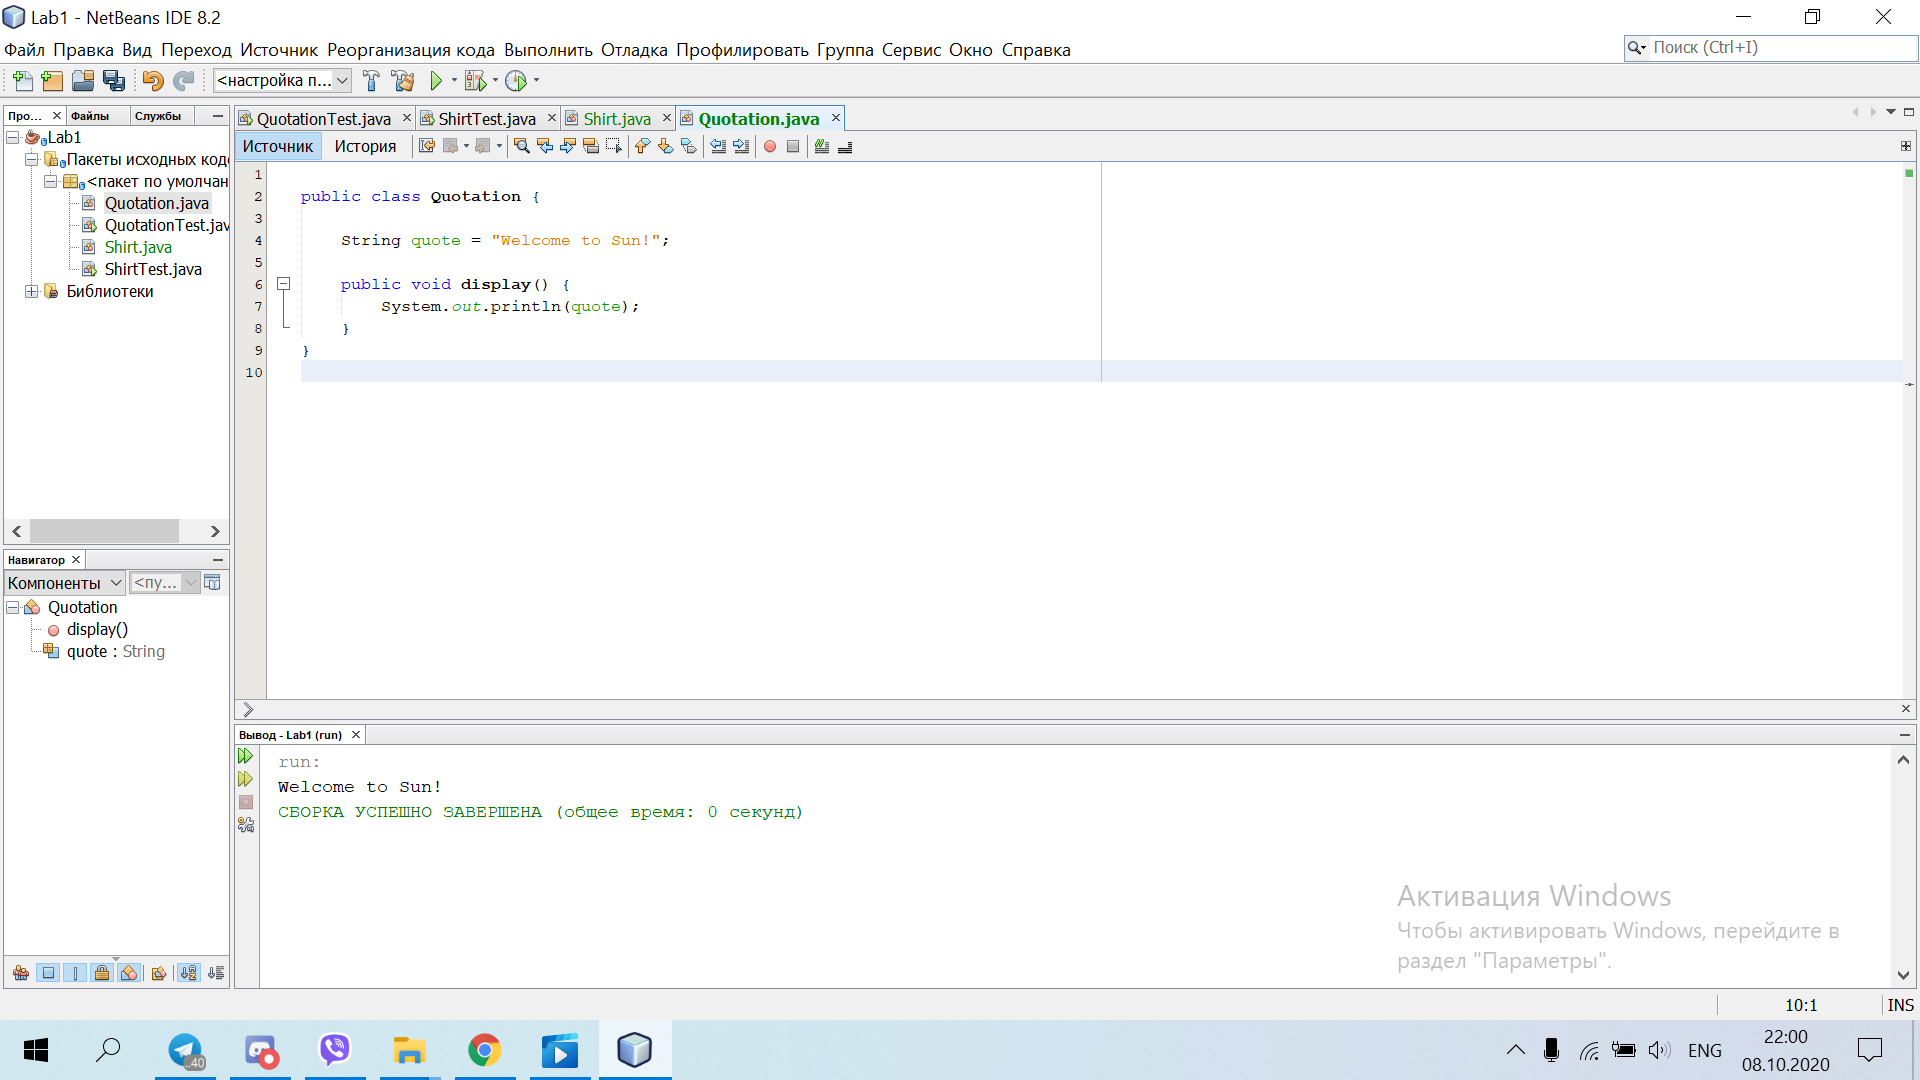 Lab1 - NetBeans IDE 8.2
Файл Правка Вид Переход Источник Реорганизация кода Выполнить Отладка Профилировать Группа Сервис Окно Справка
Поиск (Ctrl+I)
<настройка п...
Про... Файлы Службы
Lab1
Пакеты исходных коде
<пакет по умолчан
Quotation.java
QuotationTest.jav
Shirt.java
ShirtTest.java
Библиотеки
QuotationTest.java ShirtTest.java Shirt.java Quotation.java
Источник История
1
2 public class Quotation {
3
4 String quote = "Welcome to Sun!";
5
6 public void display() {
7 System.out.println(quote);
8 }
9 }
10
Навигатор
Компоненты <пу...
Quotation
display()
quote : String
Вывод - Lab1 (run)
run:
Welcome to Sun!
СБОРКА УСПЕШНО ЗАВЕРШЕНА (общее время: 0 секунд)
Активация Windows
Чтобы активировать Windows, перейдите в
раздел "Параметры".
10:1 INS
..40
ENG
22:00
08.10.2020